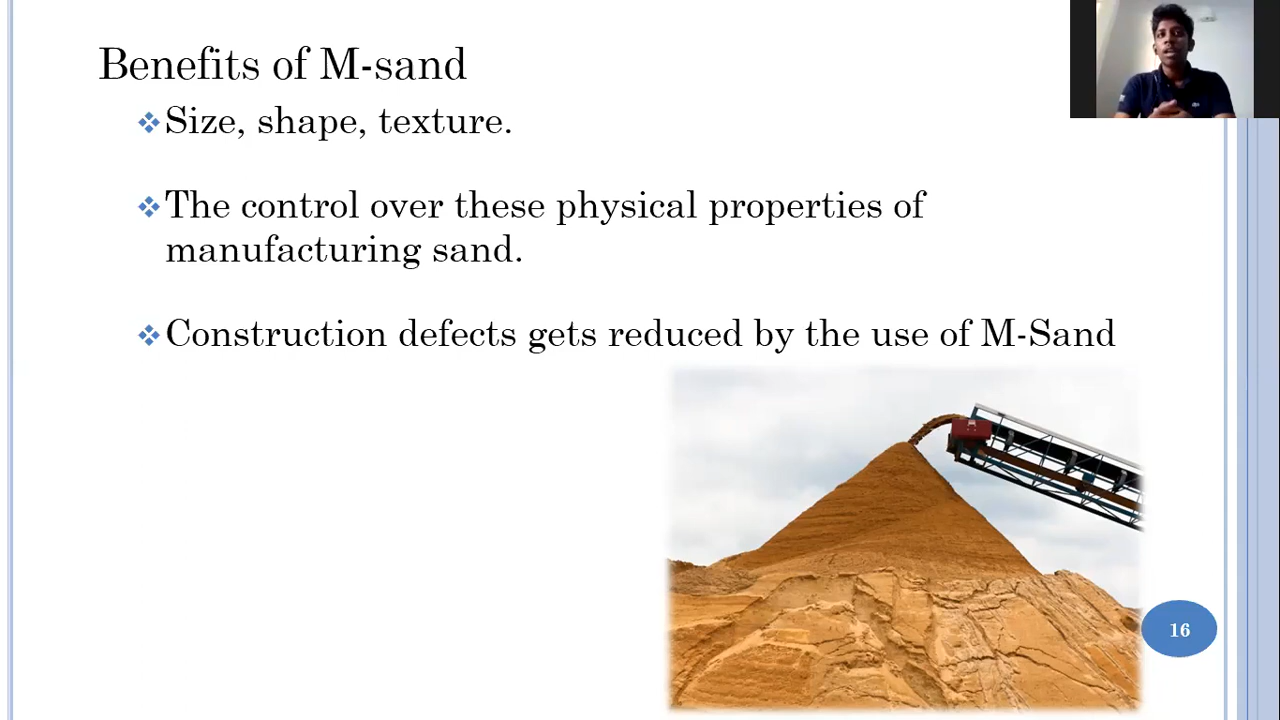 Benefits of M-sand
Size, shape, texture.
The control over these physical properties of
manufacturing sand.
Construction defects gets reduced by the use of M-Sand
16